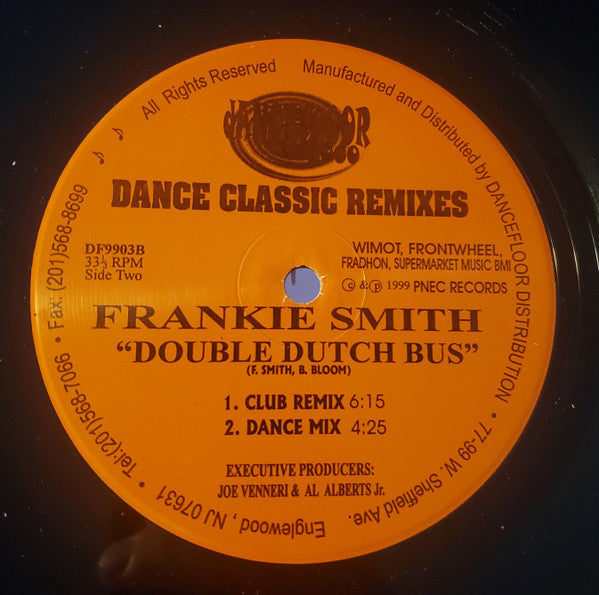 All Rights Reserved
Manufactured and Distributed by DANCEFLOOR DISTRIBUTION • 77-99 W. Sheffield Ave. Englewood, NJ 07631 • Tel:(201)568-7066 • Fax: (201)568-8699
DANCE CLASSIC REMIXES
DF9903B
33⅓ RPM
Side Two
WIMOT, FRONTWHEEL,
FRADHON, SUPERMARKET MUSIC BMI
© & ℗ 1999 PNEC RECORDS
FRANKIE SMITH
“DOUBLE DUTCH BUS”
(F. SMITH, B. BLOOM)
1. CLUB REMIX 6:15
2. DANCE MIX 4:25
EXECUTIVE PRODUCERS:
JOE VENNERI & AL ALBERTS Jr.